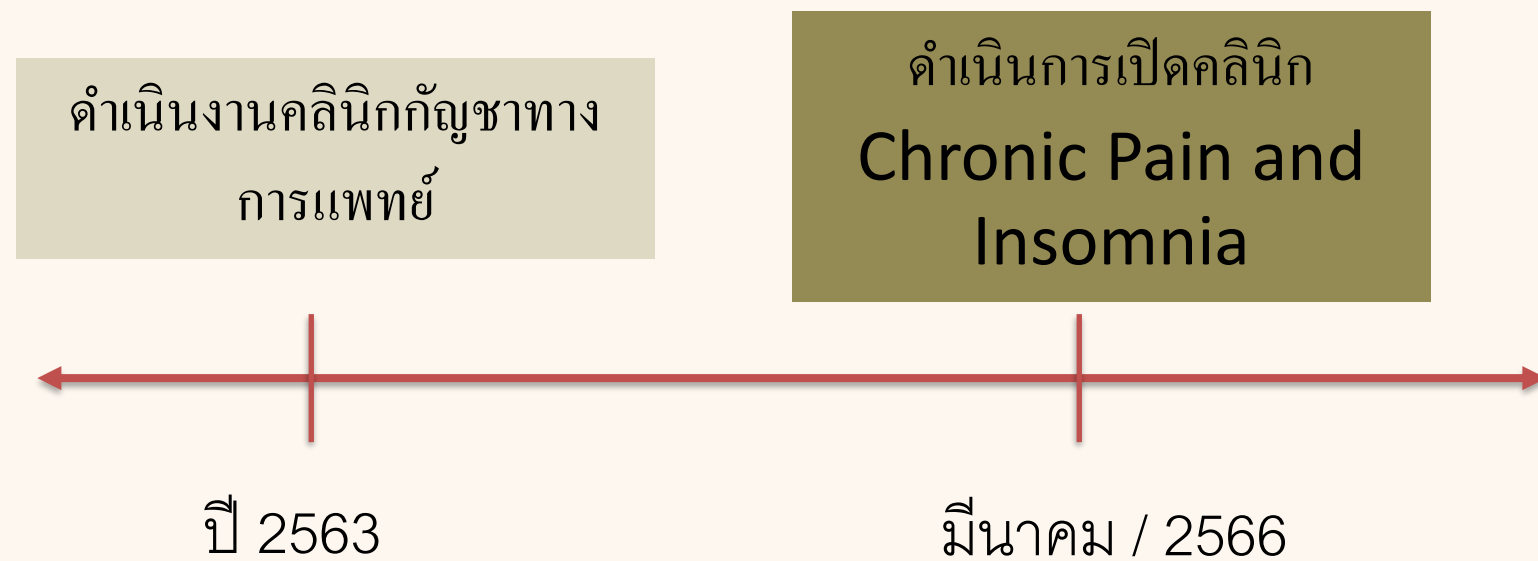 ดำเนินงานคลินิกกัญชาทาง
การแพทย์
ดำเนินการเปิดคลินิก
Chronic Pain and
Insomnia
ปี 2563
มีนาคม / 2566